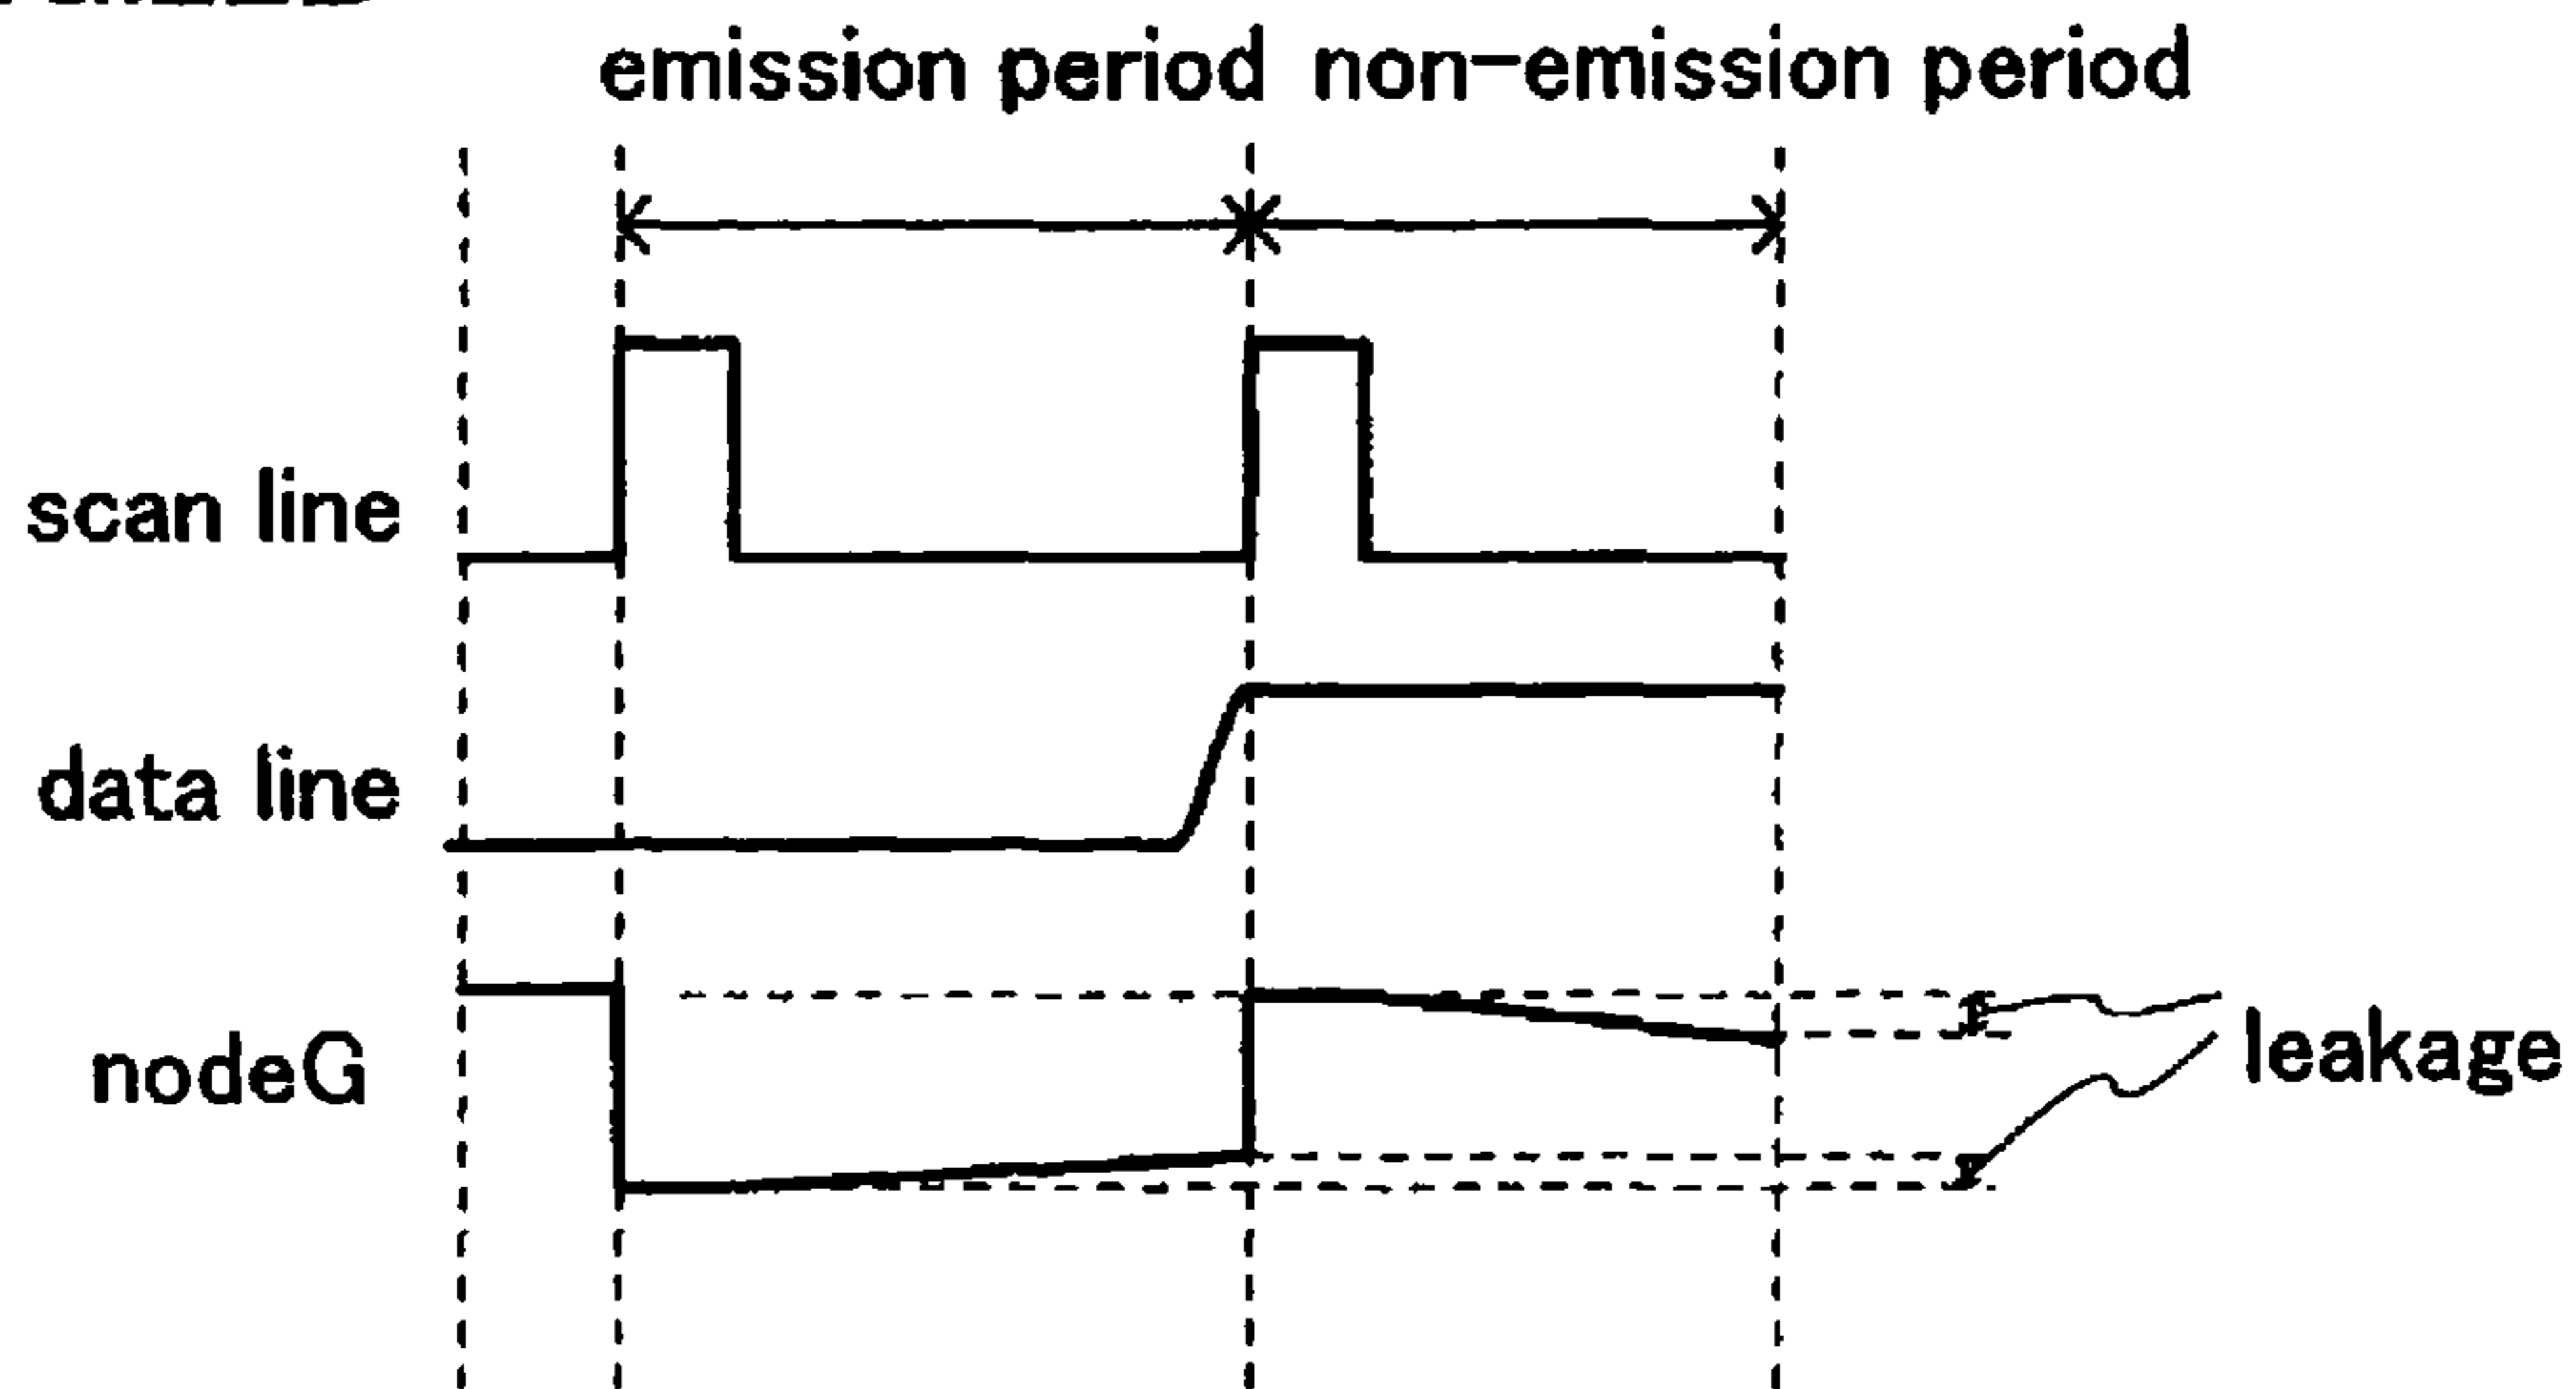 emission period non-emission period
scan line
data line
nodeG
leakage